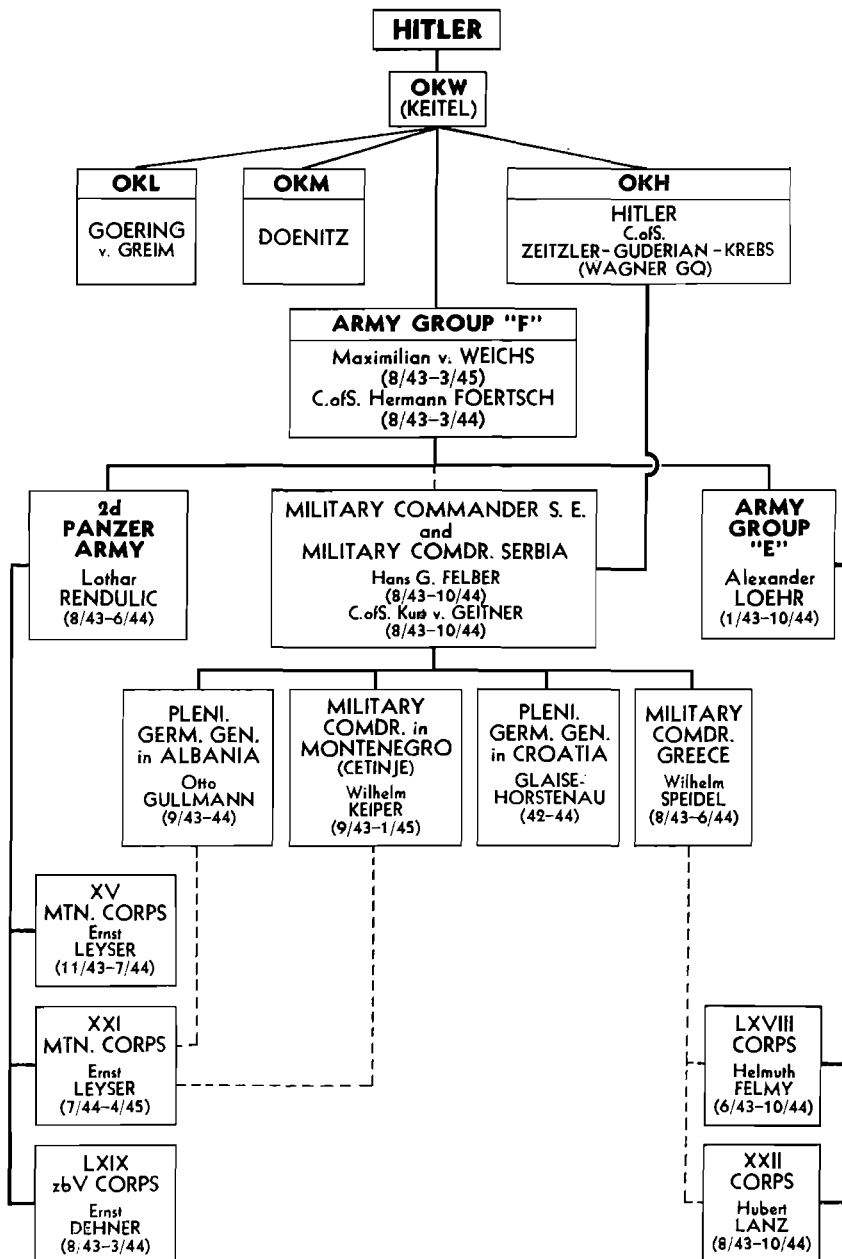 HITLER
OKW
(KEITEL)
OKL
GOERING
v. GREIM
OKM
DOENITZ
OKH
HITLER
C.ofS.
ZEITZLER-GUDERIAN-KREBS
(WAGNER GQ)
ARMY GROUP "F"
Maximilian v. WEICHS
(8/43-3/45)
C.ofS. Hermann FOERTSCH
(8/43-3/44)
2d
PANZER
ARMY
Lothar
RENDULIC
(8/43-6/44)
MILITARY COMMANDER S. E.
and
MILITARY COMDR. SERBIA
Hans G. FELBER
(8/43-10/44)
C.ofS. Kurt v. GEITNER
(8/43-10/44)
ARMY
GROUP
"E"
Alexander
LOEHR
(1/43-10/44)
PLENI.
GERM. GEN.
in ALBANIA
Otto
GULLMANN
(9/43-44)
MILITARY
COMDR. in
MONTENEGRO
(CETINJE)
Wilhelm
KEIPER
(9/43-1/45)
PLENI.
GERM. GEN.
in CROATIA
GLAISE-
HORSTENAU
(42-44)
MILITARY
COMDR.
GREECE
Wilhelm
SPEIDEL
(8/43-6/44)
XV
MTN. CORPS
Ernst
LEYSER
(11/43-7/44)
XXI
MTN. CORPS
Ernst
LEYSER
(7/44-4/45)
LXIX
zbV CORPS
Ernst
DEHNER
(8/43-3/44)
LXVIII
CORPS
Helmuth
FELMY
(6/43-10/44)
XXII
CORPS
Hubert
LANZ
(8/43-10/44)